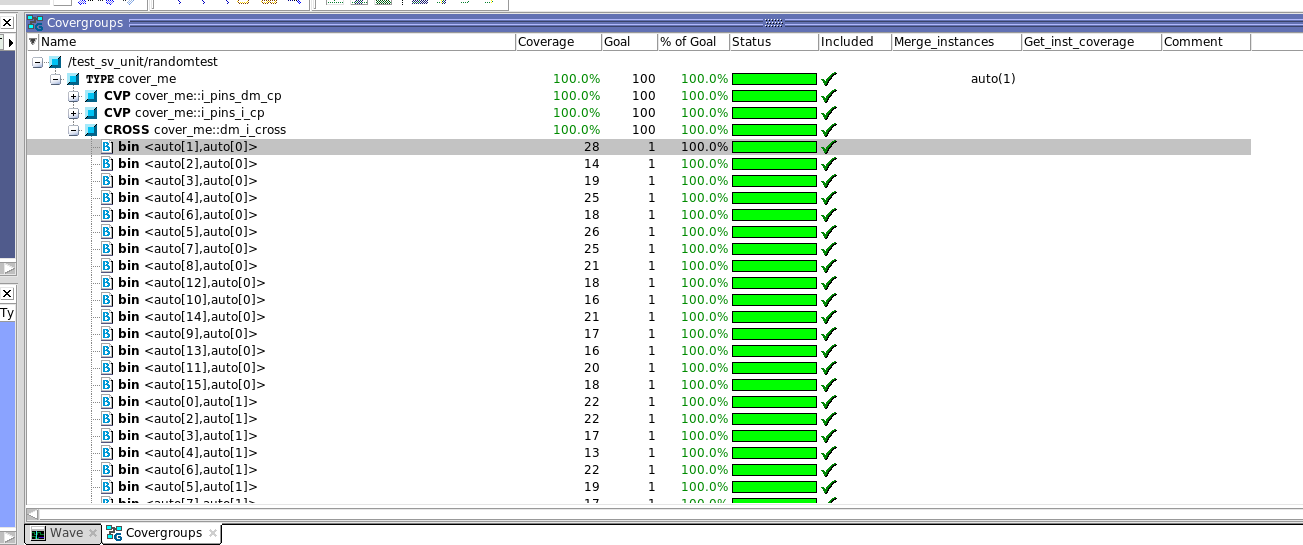 Covergroups
Name Coverage Goal % of Goal Status Included Merge_instances Get_inst_coverage Comment
/test_sv_unit/randomtest
TYPE cover_me 100.0% 100 100.0% auto(1)
CVP cover_me::i_pins_dm_cp 100.0% 100 100.0%
CVP cover_me::i_pins_i_cp 100.0% 100 100.0%
CROSS cover_me::dm_i_cross 100.0% 100 100.0%
B bin <auto[1],auto[0]> 28 1 100.0%
B bin <auto[2],auto[0]> 14 1 100.0%
B bin <auto[3],auto[0]> 19 1 100.0%
B bin <auto[4],auto[0]> 25 1 100.0%
B bin <auto[6],auto[0]> 18 1 100.0%
B bin <auto[5],auto[0]> 26 1 100.0%
B bin <auto[7],auto[0]> 25 1 100.0%
B bin <auto[8],auto[0]> 21 1 100.0%
B bin <auto[12],auto[0]> 18 1 100.0%
B bin <auto[10],auto[0]> 16 1 100.0%
B bin <auto[14],auto[0]> 21 1 100.0%
B bin <auto[9],auto[0]> 17 1 100.0%
B bin <auto[13],auto[0]> 16 1 100.0%
B bin <auto[11],auto[0]> 20 1 100.0%
B bin <auto[15],auto[0]> 18 1 100.0%
B bin <auto[0],auto[1]> 22 1 100.0%
B bin <auto[2],auto[1]> 22 1 100.0%
B bin <auto[3],auto[1]> 17 1 100.0%
B bin <auto[4],auto[1]> 13 1 100.0%
B bin <auto[6],auto[1]> 22 1 100.0%
B bin <auto[5],auto[1]> 19 1 100.0%
bin <auto[7],auto[1]> 17 1 100.0%
Ty
Wave
Covergroups